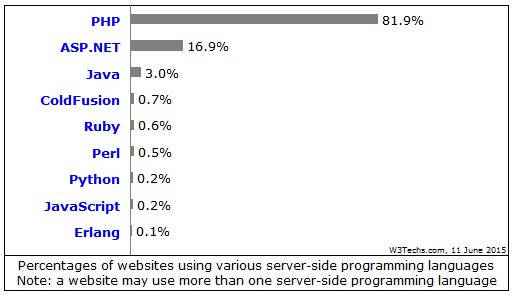 PHP 81.9%
ASP.NET 16.9%
Java 3.0%
ColdFusion 0.7%
Ruby 0.6%
Perl 0.5%
Python 0.2%
JavaScript 0.2%
Erlang 0.1%
W3Techs.com, 11 June 2015
Percentages of websites using various server-side programming languages
Note: a website may use more than one server-side programming language